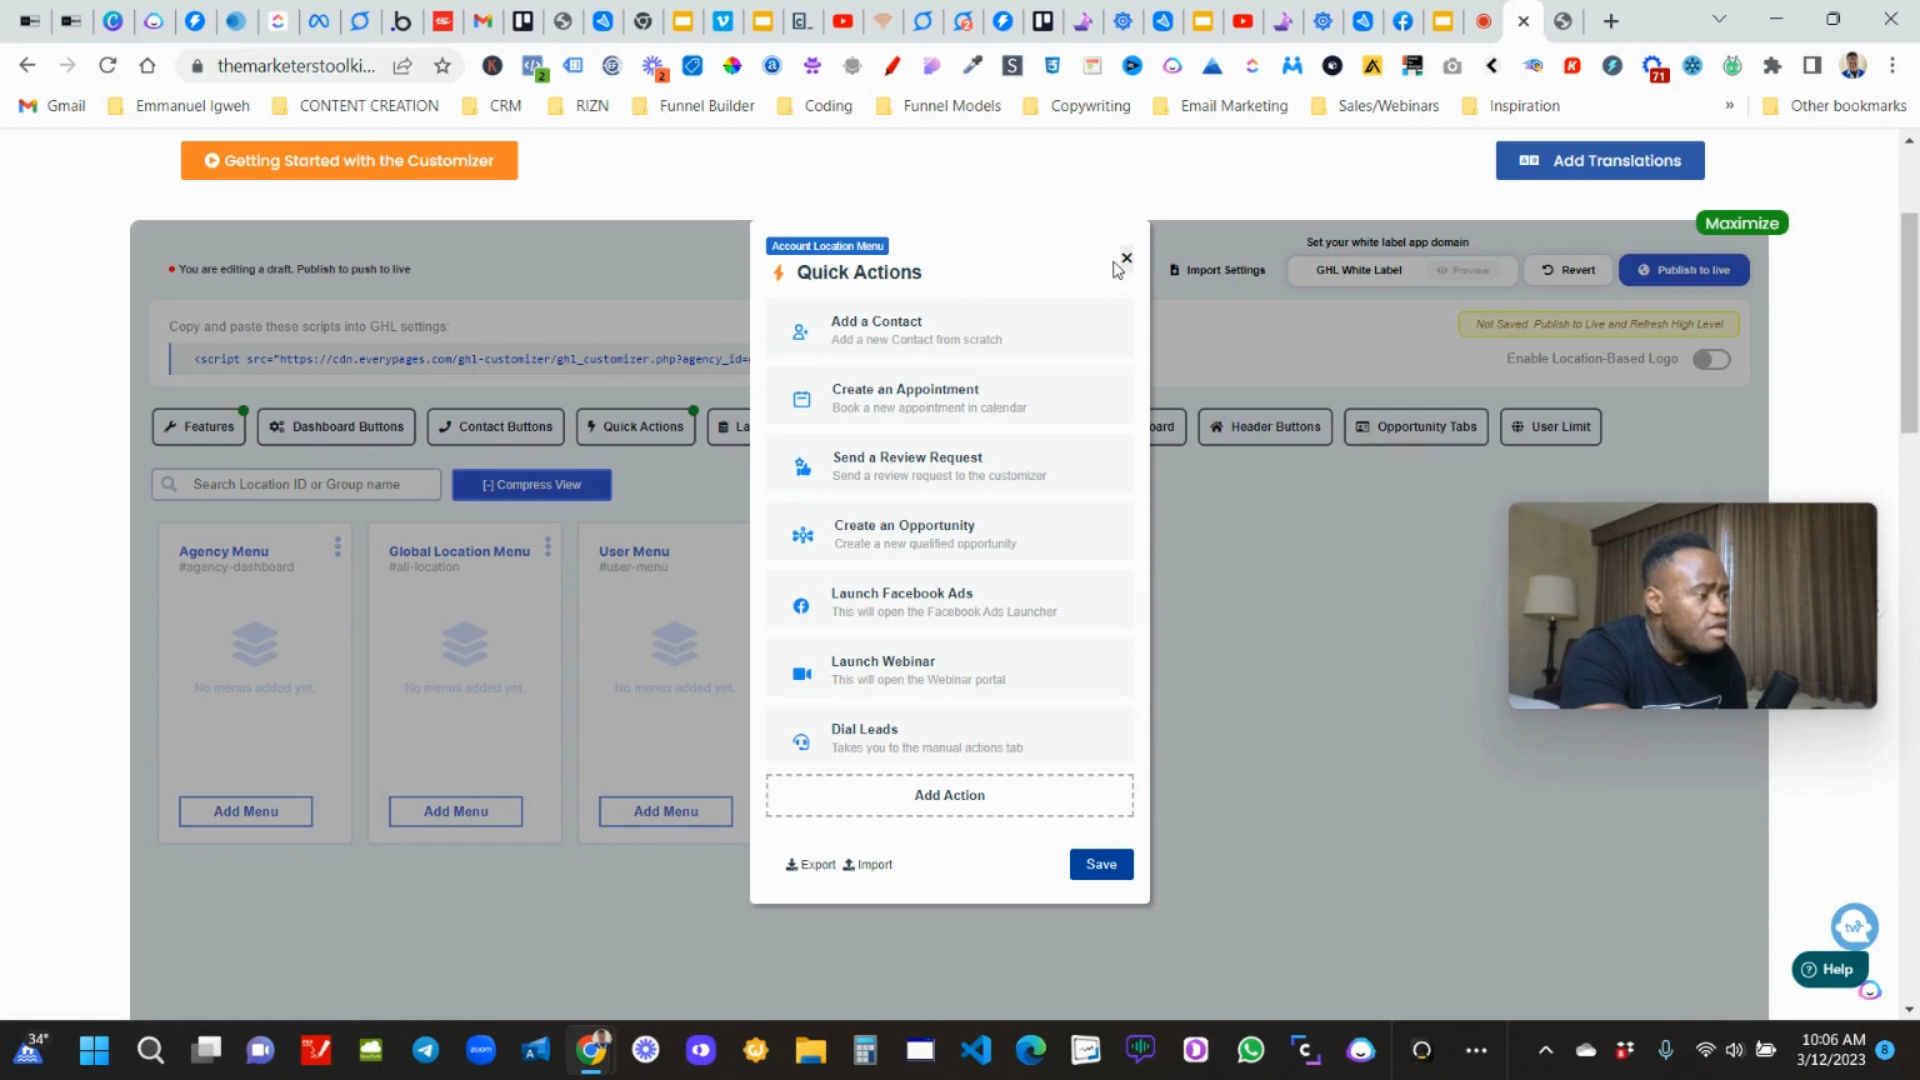 themarketerstoolki...
2
2
71
Gmail
Emmanuel Igweh
CONTENT CREATION
CRM
RIZN
Funnel Builder
Coding
Funnel Models
Copywriting
Email Marketing
Sales/Webinars
Inspiration
»
Other bookmarks
Getting Started with the Customizer
Add Translations
Maximize
You are editing a draft. Publish to push to live
Import Settings
Set your white label app domain
GHL White Label
Preview
Revert
Publish to live
Copy and paste these scripts into GHL settings:
<script src="https://cdn.everypages.com/ghl-customizer/ghl_customizer.php?agency_id=
Not Saved. Publish to Live and Refresh High Level
Enable Location-Based Logo
Features
Dashboard Buttons
Contact Buttons
Quick Actions
La
oard
Header Buttons
Opportunity Tabs
User Limit
Search Location ID or Group name
[-] Compress View
Agency Menu
#agency-dashboard
No menus added yet.
Add Menu
Global Location Menu
#all-location
No menus added yet.
Add Menu
User Menu
#user-menu
No menus added yet.
Add Menu
Account Location Menu
Quick Actions
Add a Contact
Add a new Contact from scratch
Create an Appointment
Book a new appointment in calendar
Send a Review Request
Send a review request to the customizer
Create an Opportunity
Create a new qualified opportunity
Launch Facebook Ads
This will open the Facebook Ads Launcher
Launch Webinar
This will open the Webinar portal
Dial Leads
Takes you to the manual actions tab
Add Action
Export
Import
Save
Help
34°
zoom
10:06 AM
3/12/2023
8